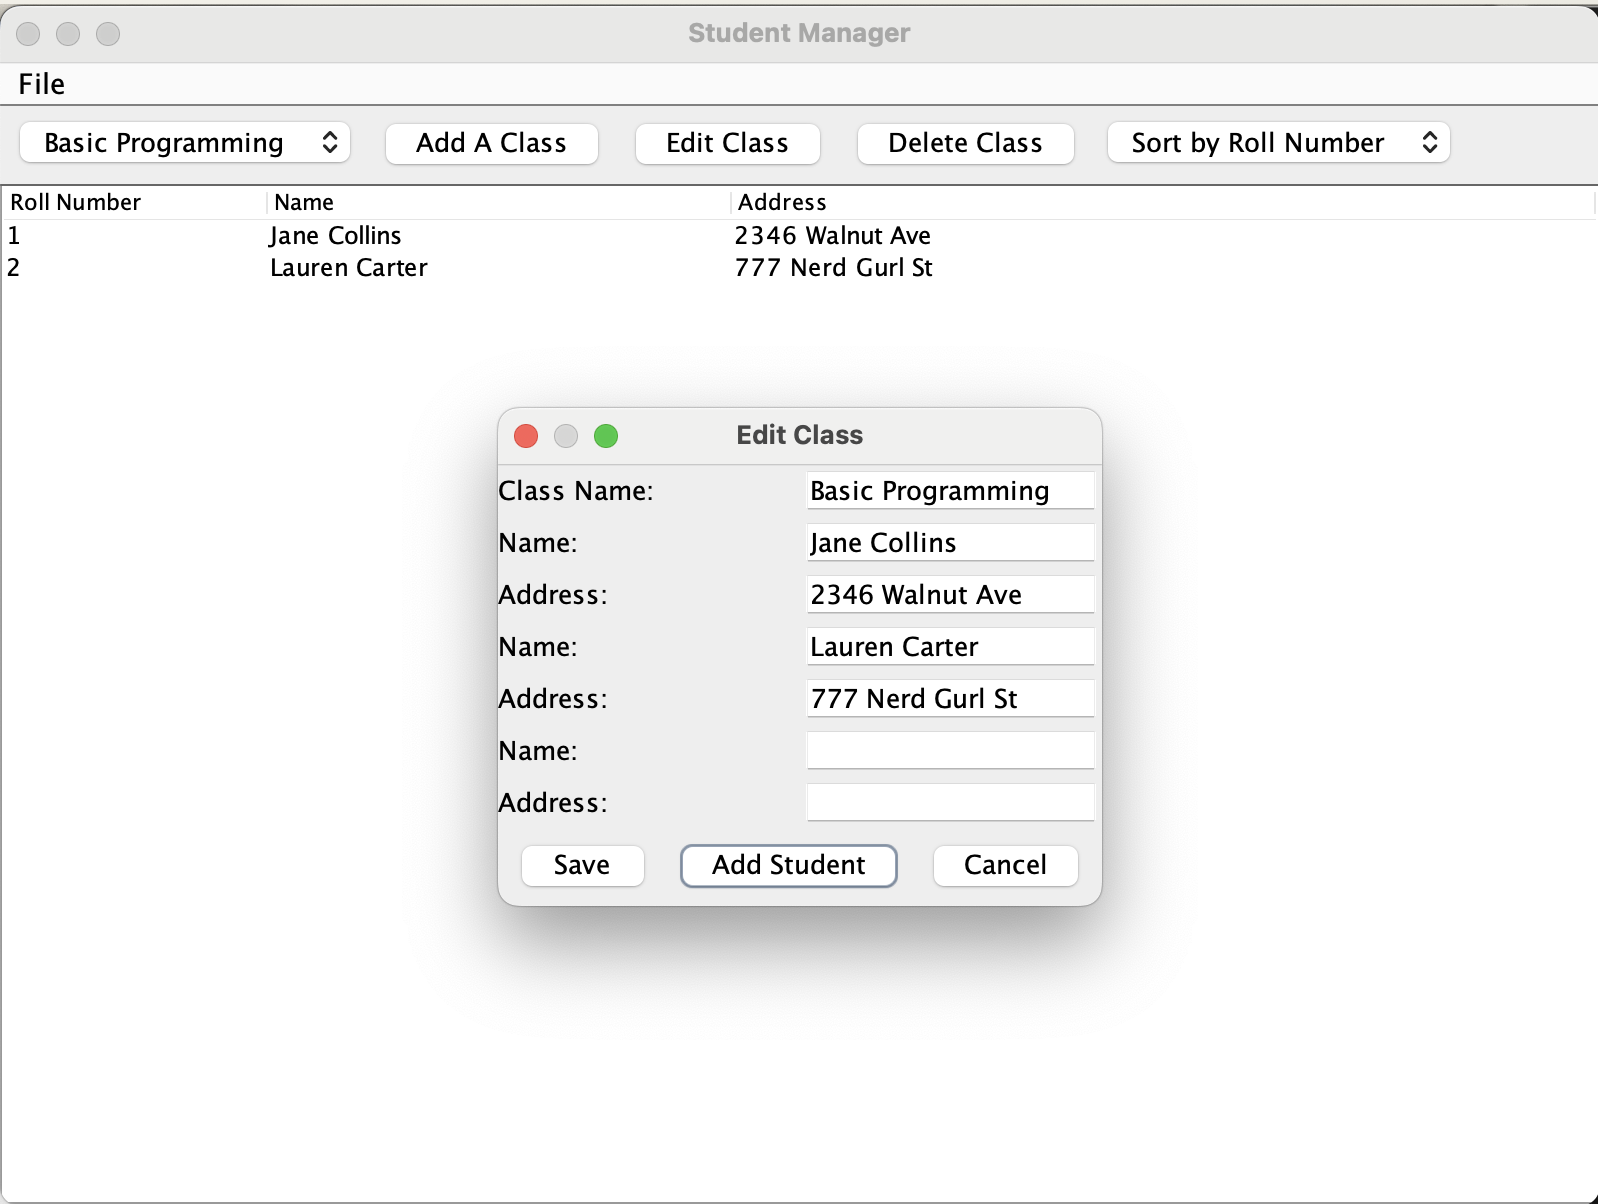 Student Manager
File
Basic Programming Add A Class Edit Class Delete Class Sort by Roll Number
Roll Number Name Address
1 Jane Collins 2346 Walnut Ave
2 Lauren Carter 777 Nerd Gurl St
Edit Class
Class Name: Basic Programming
Name: Jane Collins
Address: 2346 Walnut Ave
Name: Lauren Carter
Address: 777 Nerd Gurl St
Name:
Address:
Save Add Student Cancel